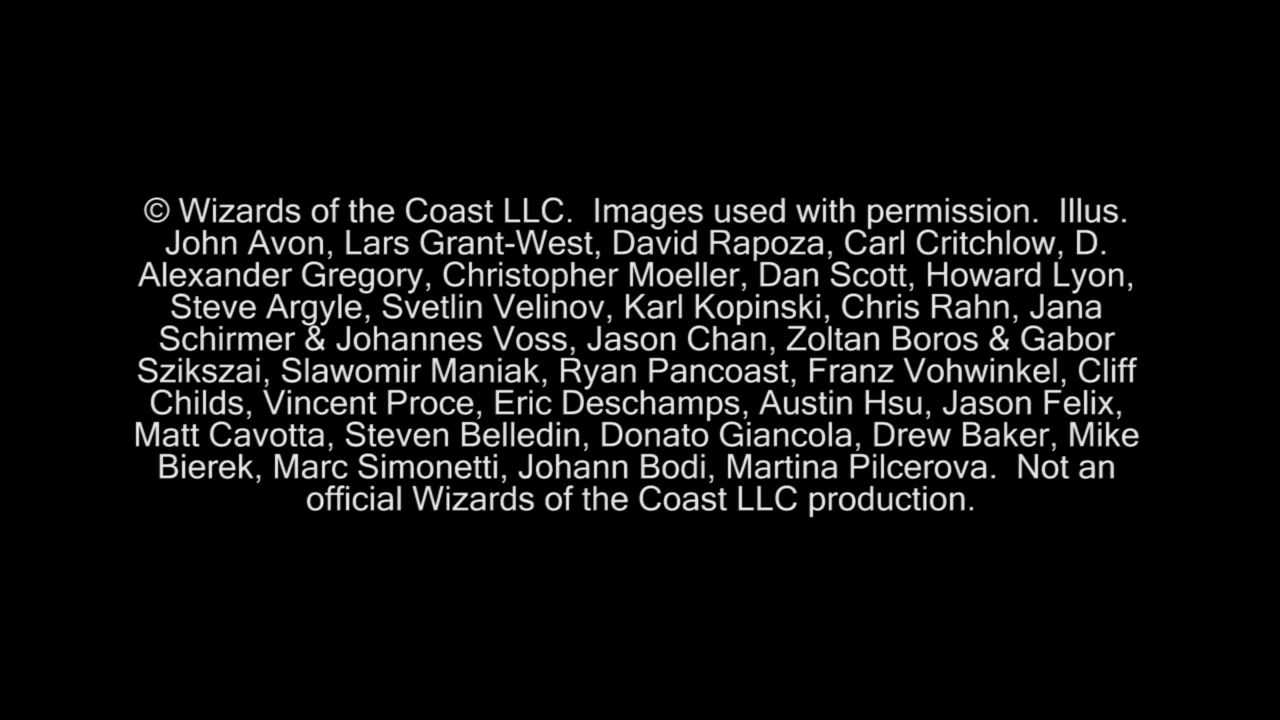 © Wizards of the Coast LLC.  Images used with permission.  Illus.
John Avon, Lars Grant-West, David Rapoza, Carl Critchlow, D.
Alexander Gregory, Christopher Moeller, Dan Scott, Howard Lyon,
Steve Argyle, Svetlin Velinov, Karl Kopinski, Chris Rahn, Jana
Schirmer & Johannes Voss, Jason Chan, Zoltan Boros & Gabor
Szikszai, Slawomir Maniak, Ryan Pancoast, Franz Vohwinkel, Cliff
Childs, Vincent Proce, Eric Deschamps, Austin Hsu, Jason Felix,
Matt Cavotta, Steven Belledin, Donato Giancola, Drew Baker, Mike
Bierek, Marc Simonetti, Johann Bodi, Martina Pilcerova.  Not an
official Wizards of the Coast LLC production.